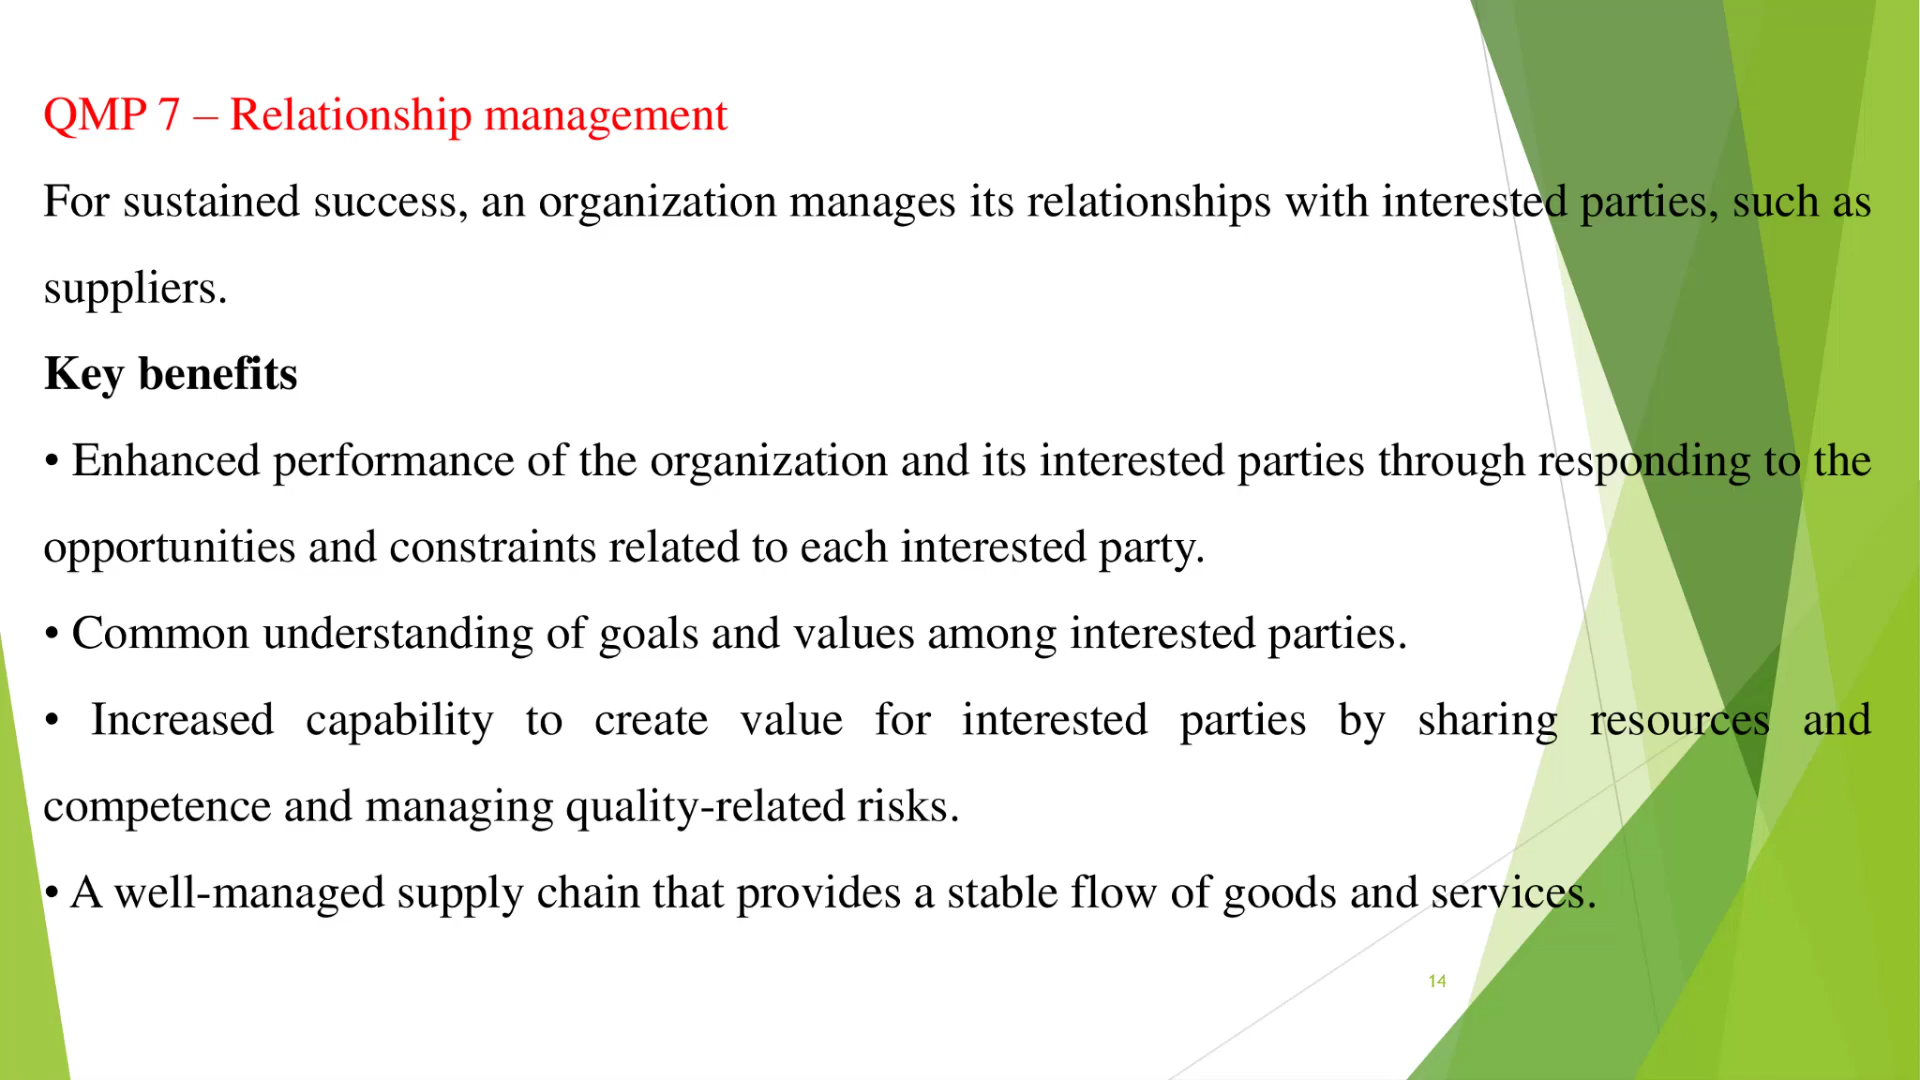 QMP 7 – Relationship management
For sustained success, an organization manages its relationships with interested parties, such as
suppliers.
Key benefits
• Enhanced performance of the organization and its interested parties through responding to the
opportunities and constraints related to each interested party.
• Common understanding of goals and values among interested parties.
• Increased capability to create value for interested parties by sharing resources and
competence and managing quality-related risks.
• A well-managed supply chain that provides a stable flow of goods and services.
14